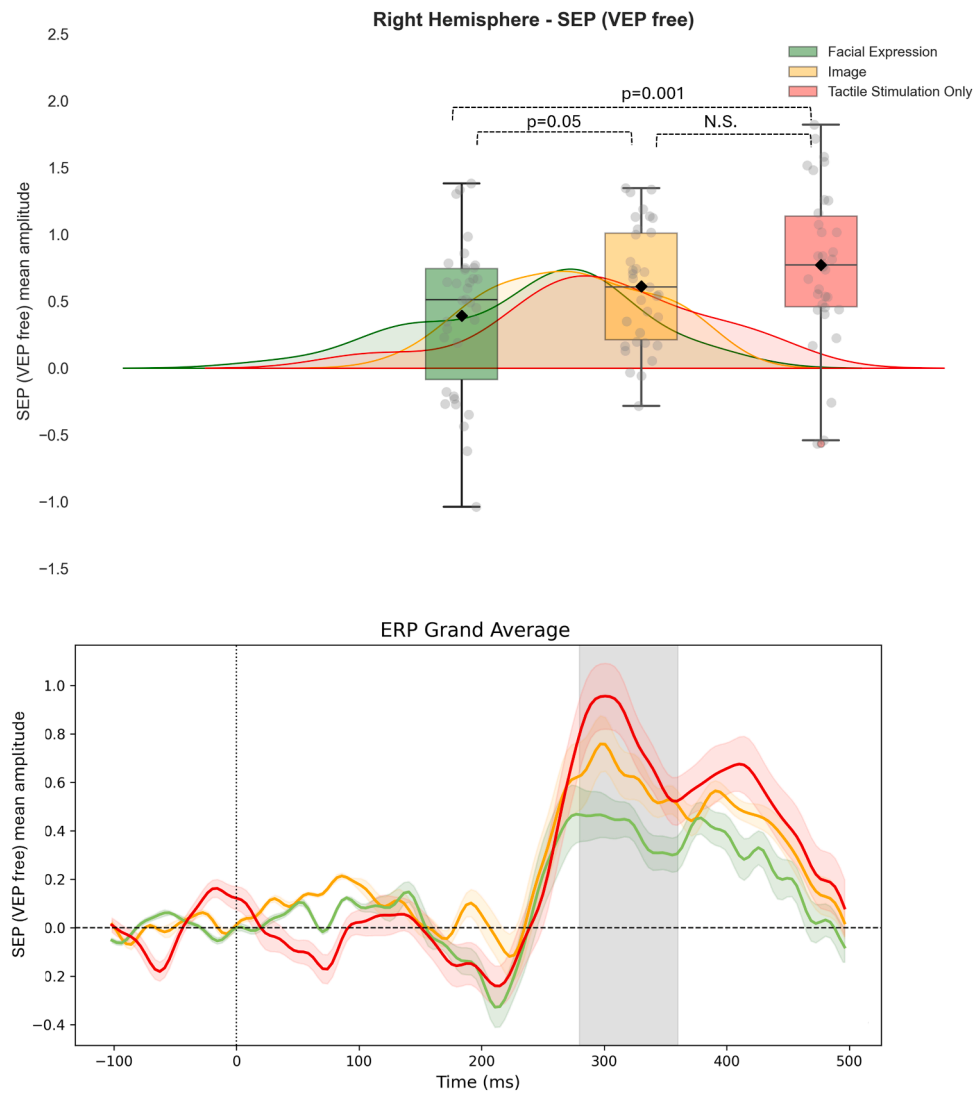 Right Hemisphere - SEP (VEP free)
2.5
Facial Expression
Image
Tactile Stimulation Only
2.0
p=0.001
p=0.05
N.S.
1.5
1.0
0.5
0.0
−0.5
−1.0
−1.5
SEP (VEP free) mean amplitude
ERP Grand Average
1.0
0.8
0.6
0.4
0.2
0.0
0.2
−0.4
SEP (VEP free) mean amplitude
−100
0
100
200
300
400
500
Time (ms)